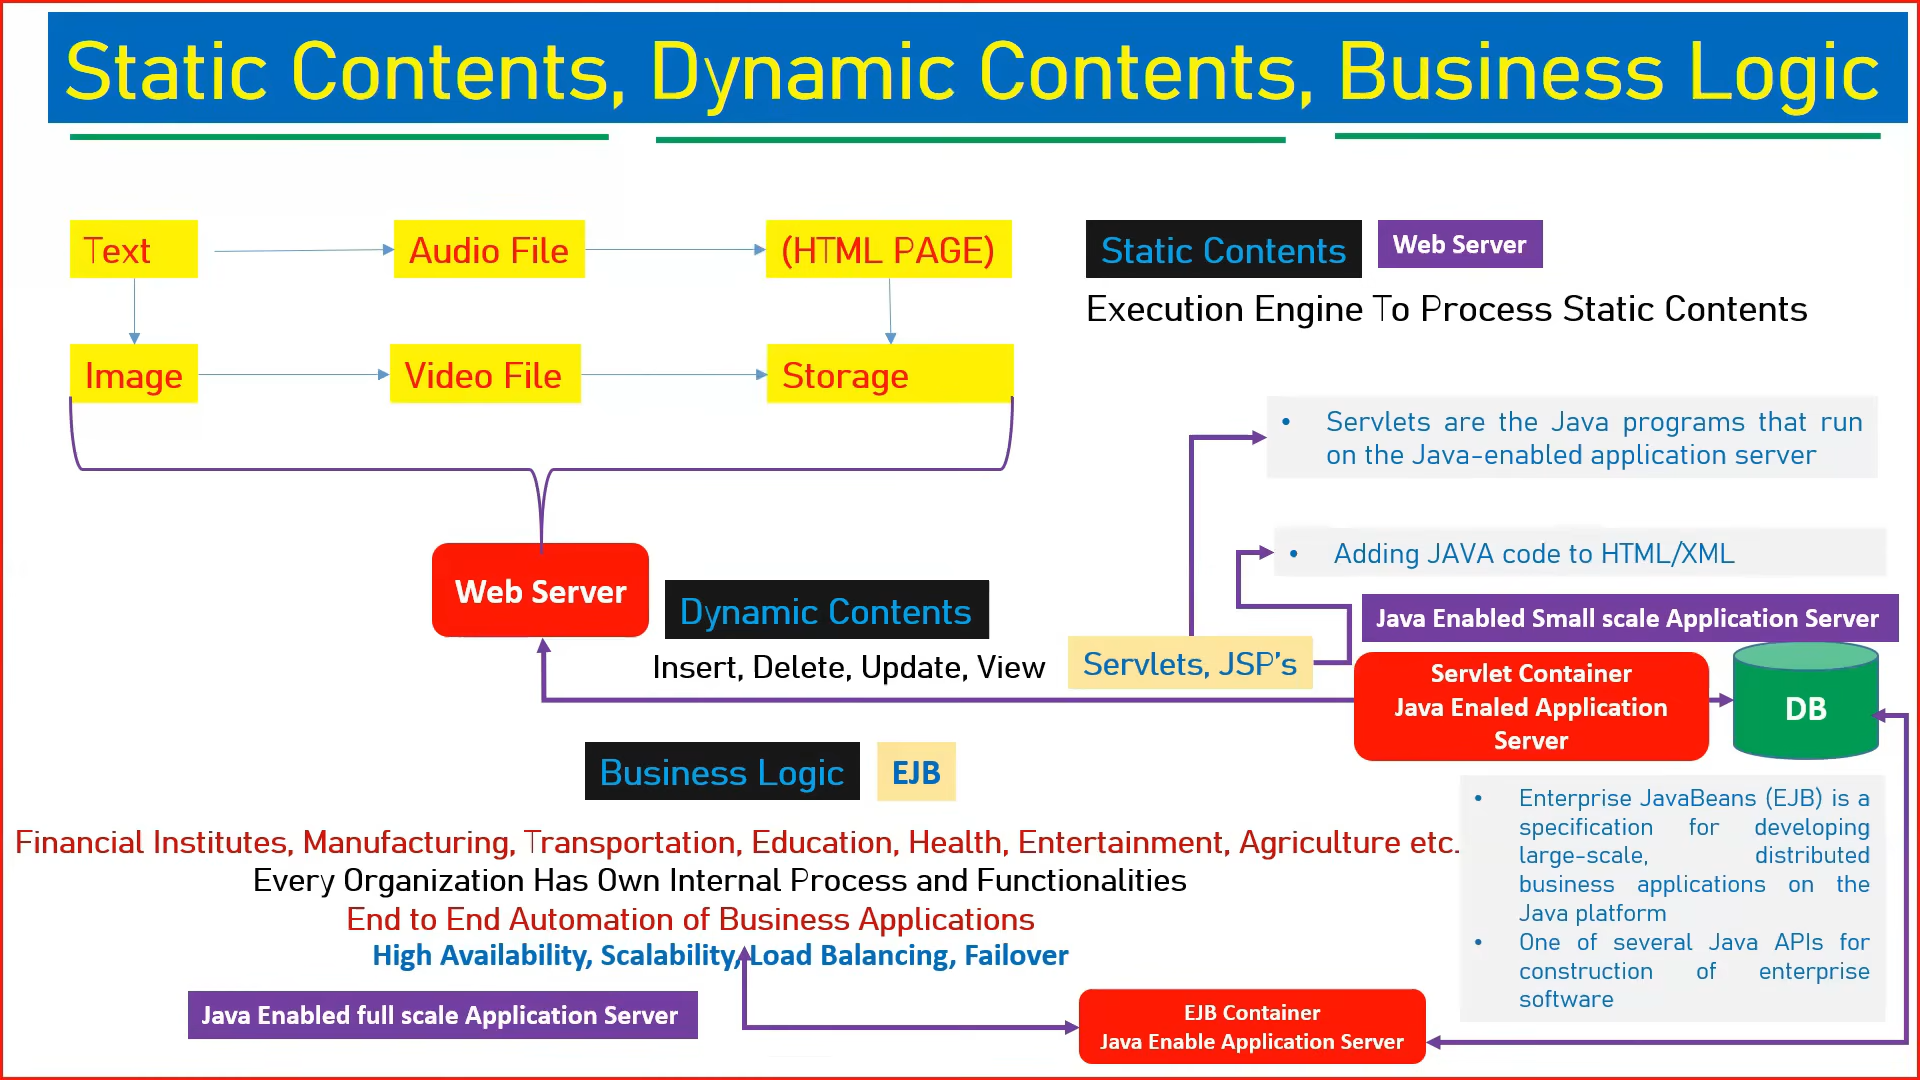 Static Contents, Dynamic Contents, Business Logic
Text
Audio File
(HTML PAGE)
Image
Video File
Storage
Static Contents
Web Server
Execution Engine To Process Static Contents
• Servlets are the Java programs that run
on the Java-enabled application server
• Adding JAVA code to HTML/XML
Web Server
Dynamic Contents
Insert, Delete, Update, View
Servlets, JSP's
Java Enabled Small scale Application Server
Servlet Container
Java Enaled Application
Server
DB
Business Logic
EJB
Financial Institutes, Manufacturing, Transportation, Education, Health, Entertainment, Agriculture etc.
Every Organization Has Own Internal Process and Functionalities
End to End Automation of Business Applications
High Availability, Scalability, Load Balancing, Failover
• Enterprise JavaBeans (EJB) is a
specification for developing
large-scale, distributed
business applications on the
Java platform
• One of several Java APIs for
construction of enterprise
software
Java Enabled full scale Application Server
EJB Container
Java Enable Application Server